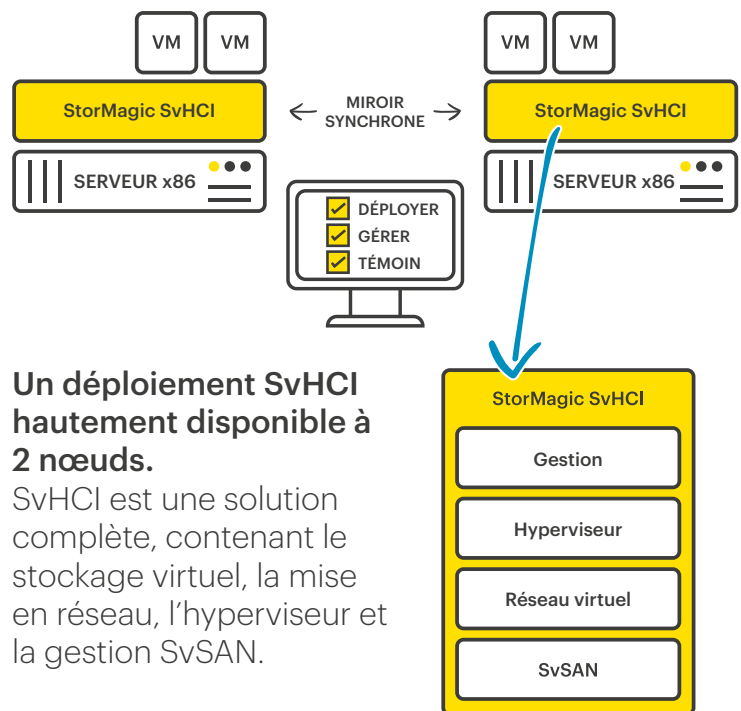 VM VM
VM VM
StorMagic SvHCI
MIROIR
SYNCHRONE
StorMagic SvHCI
SERVEUR x86
SERVEUR x86
DÉPLOYER
GÉRER
TÉMOIN
Un déploiement SvHCI
hautement disponible à
2 nœuds.
SvHCI est une solution
complète, contenant le
stockage virtuel, la mise
en réseau, l’hyperviseur et
la gestion SvSAN.
StorMagic SvHCI
Gestion
Hyperviseur
Réseau virtuel
SvSAN